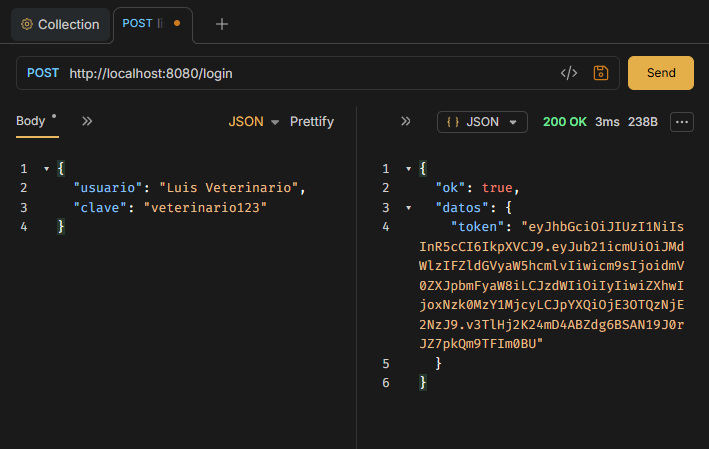 Collection
POST li
POST http://localhost:8080/login
Send
Body
JSON
Prettify
JSON
200 OK 3ms 238B
1 {
2 "usuario": "Luis Veterinario",
3 "clave": "veterinario123"
4 }
1 {
2 "ok": true,
3 "datos": {
4 "token": "eyJhbGciOiJIUzI1NiIs
InR5cCI6IkpXVCJ9.eyJub21icmUiOiJMd
WlzIFZldGVyaW5hcmlvIiwicm9sIjoidmV
0ZXJpbmFyaW8iLCJzdWIiOiIyIiwiZXhwI
joxNzk0MzY1MjcyLCJpYXQiOjE3OTQzNjE
2NzJ9.v3TlHj2K24mD4ABZdg6BSAN19J0r
JZ7pkQm9TFIm0BU"
5 }
6 }